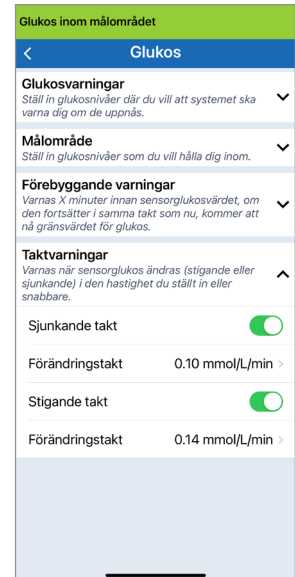 Glukos inom målområdet
Glukos
Glukosvarningar
Ställ in glukosnivåer där du vill att systemet ska
varna dig om de uppnås.
Målområde
Ställ in glukosnivåer som du vill hålla dig inom.
Förebyggande varningar
Varnas X minuter innan sensorglukosvärdet, om
den fortsätter i samma takt som nu, kommer att
nå gränsvärdet för glukos.
Taktvarningar
Varnas när sensorglukos ändras (stigande eller
sjunkande) i den hastighet du ställt in eller
snabbare.
Sjunkande takt
Förändringstakt 0.10 mmol/L/min
Stigande takt
Förändringstakt 0.14 mmol/L/min